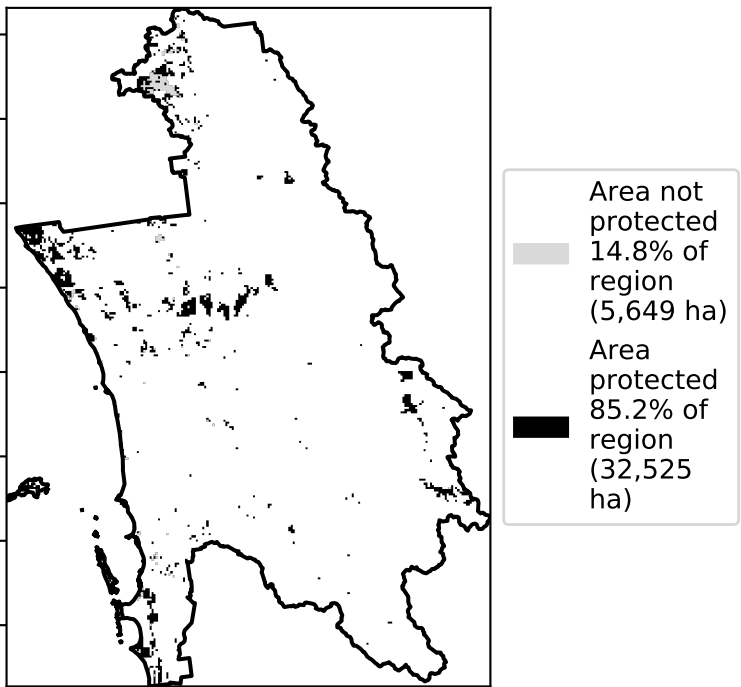 Area not
protected
14.8% of
region
(5,649 ha)
Area
protected
85.2% of
region
(32,525
ha)